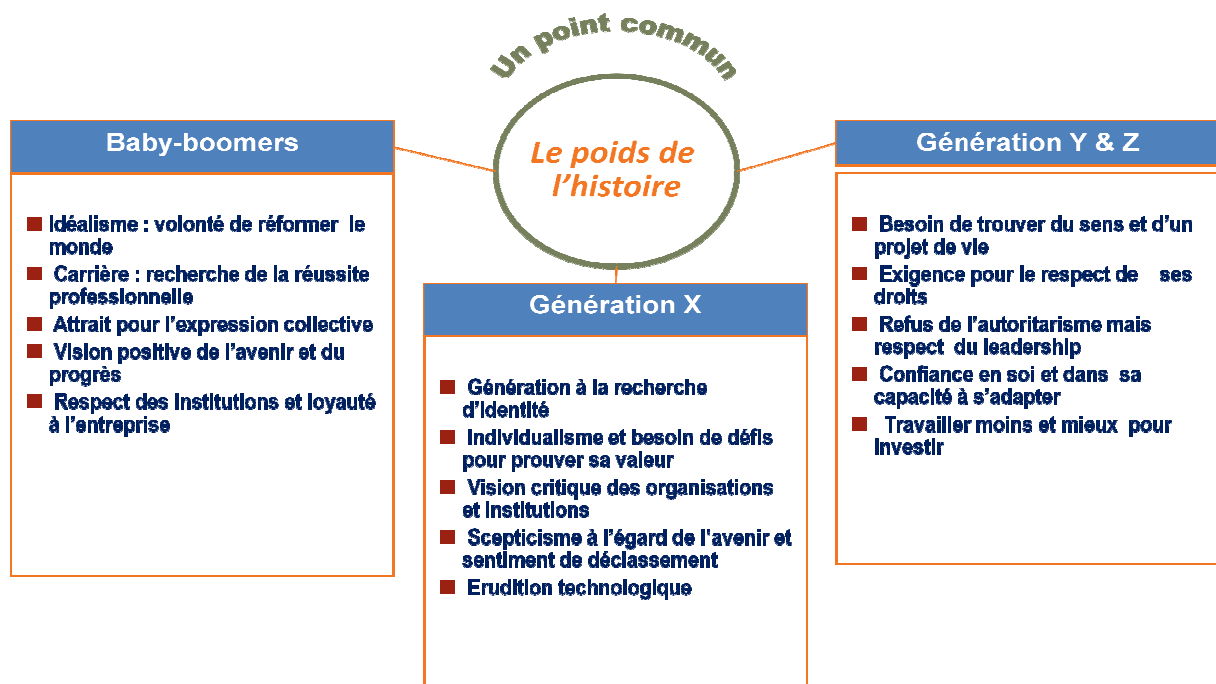 Un point commun
Le poids de
l'histoire
Baby-boomers
Idéalisme : volonté de réformer le
monde
Carrière : recherche de la réussite
professionnelle
Attrait pour l'expression collective
Vision positive de l'avenir et du
progrès
Respect des institutions et loyauté
à l'entreprise
Génération X
Génération à la recherche
d'identité
Individualisme et besoin de défis
pour prouver sa valeur
Vision critique des organisations
et institutions
Scepticisme à l'égard de l'avenir et
sentiment de déclassement
Erudition technologique
Génération Y & Z
Besoin de trouver du sens et d'un
projet de vie
Exigence pour le respect de ses
droits
Refus de l'autoritarisme mais
respect du leadership
Confiance en soi et dans sa
capacité à s'adapter
Travailler moins et mieux pour
investir